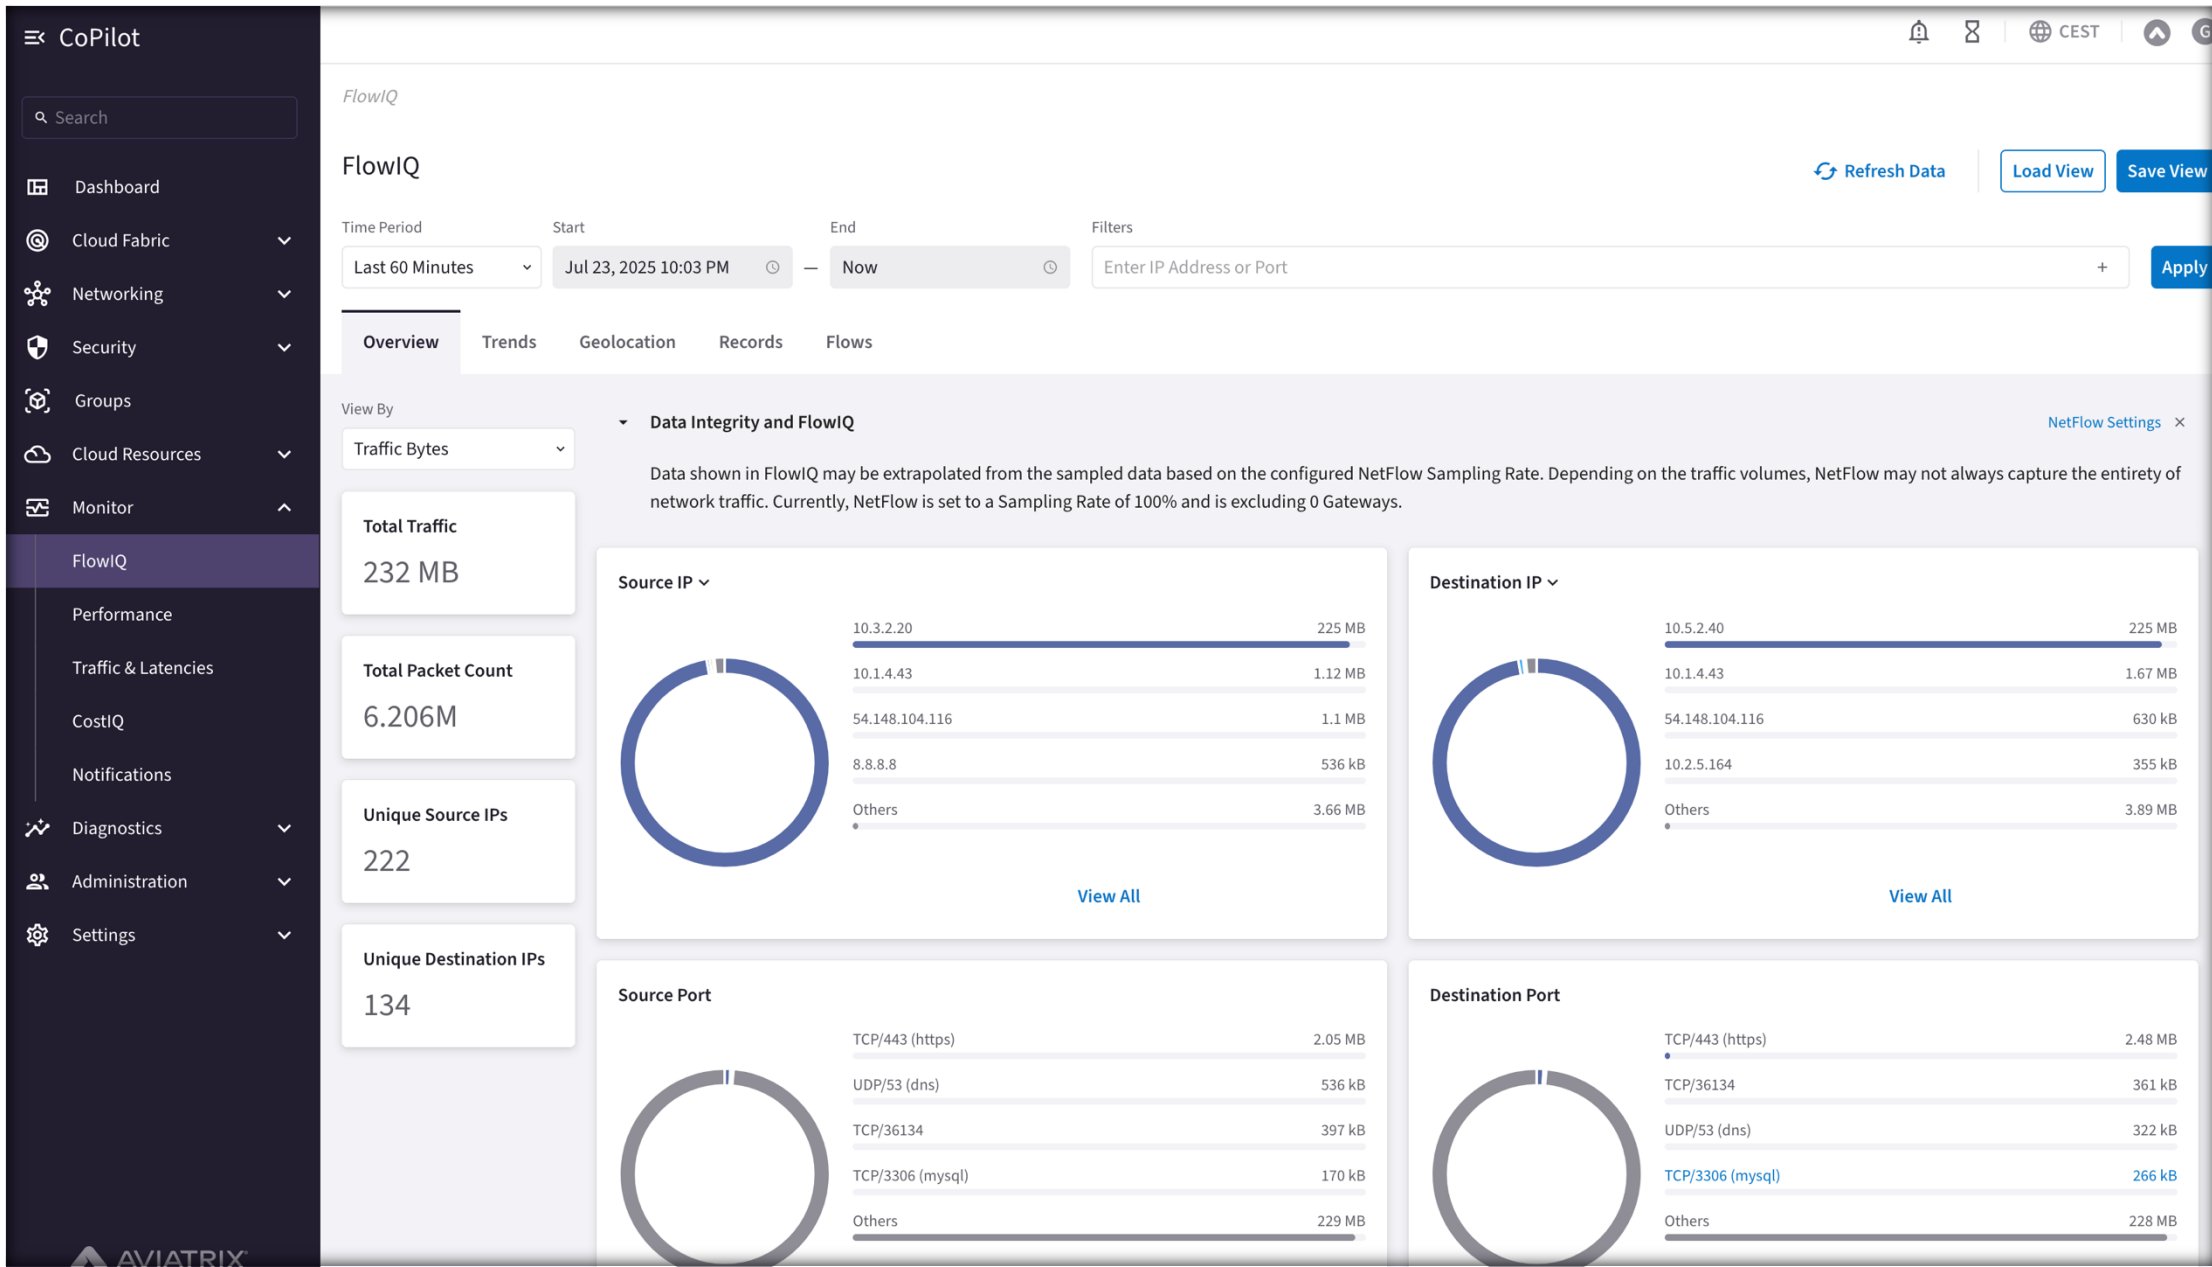 CoPilot
CEST
G
Search
FlowIQ
FlowIQ
Refresh Data
Load View
Save View
Dashboard
Cloud Fabric
Networking
Security
Groups
Cloud Resources
Monitor
FlowIQ
Performance
Traffic & Latencies
CostIQ
Notifications
Diagnostics
Administration
Settings
AVIATRIX
Time Period
Start
End
Filters
Last 60 Minutes
Jul 23, 2025 10:03 PM
—
Now
Enter IP Address or Port
+
Apply
Overview
Trends
Geolocation
Records
Flows
View By
Traffic Bytes
Total Traffic
232 MB
Total Packet Count
6.206M
Unique Source IPs
222
Unique Destination IPs
134
Data Integrity and FlowIQ
NetFlow Settings
Data shown in FlowIQ may be extrapolated from the sampled data based on the configured NetFlow Sampling Rate. Depending on the traffic volumes, NetFlow may not always capture the entirety of
network traffic. Currently, NetFlow is set to a Sampling Rate of 100% and is excluding 0 Gateways.
Source IP
10.3.2.20 225 MB
10.1.4.43 1.12 MB
54.148.104.116 1.1 MB
8.8.8.8 536 kB
Others 3.66 MB
View All
Destination IP
10.5.2.40 225 MB
10.1.4.43 1.67 MB
54.148.104.116 630 kB
10.2.5.164 355 kB
Others 3.89 MB
View All
Source Port
TCP/443 (https) 2.05 MB
UDP/53 (dns) 536 kB
TCP/36134 397 kB
TCP/3306 (mysql) 170 kB
Others 229 MB
Destination Port
TCP/443 (https) 2.48 MB
TCP/36134 361 kB
UDP/53 (dns) 322 kB
TCP/3306 (mysql) 266 kB
Others 228 MB